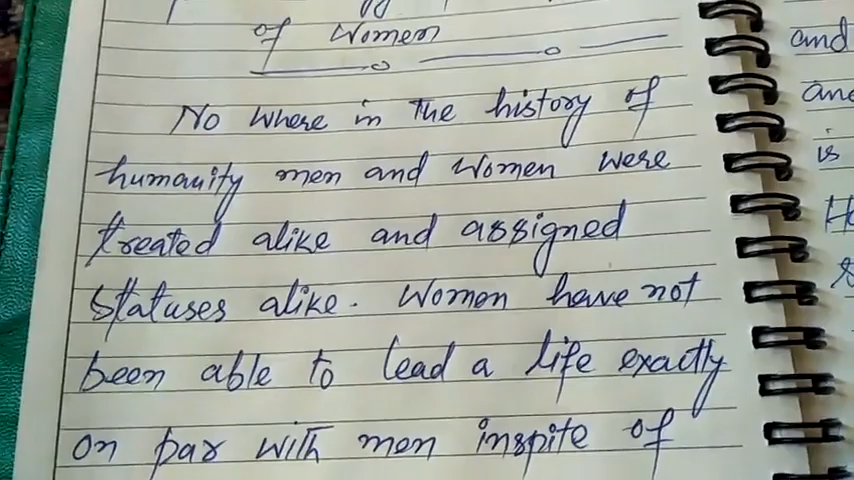 of Women
No where in the history of
humanity men and women were
treated alike and assigned
statuses alike. Women have not
been able to lead a life exactly
on par with men inspite of
and
is